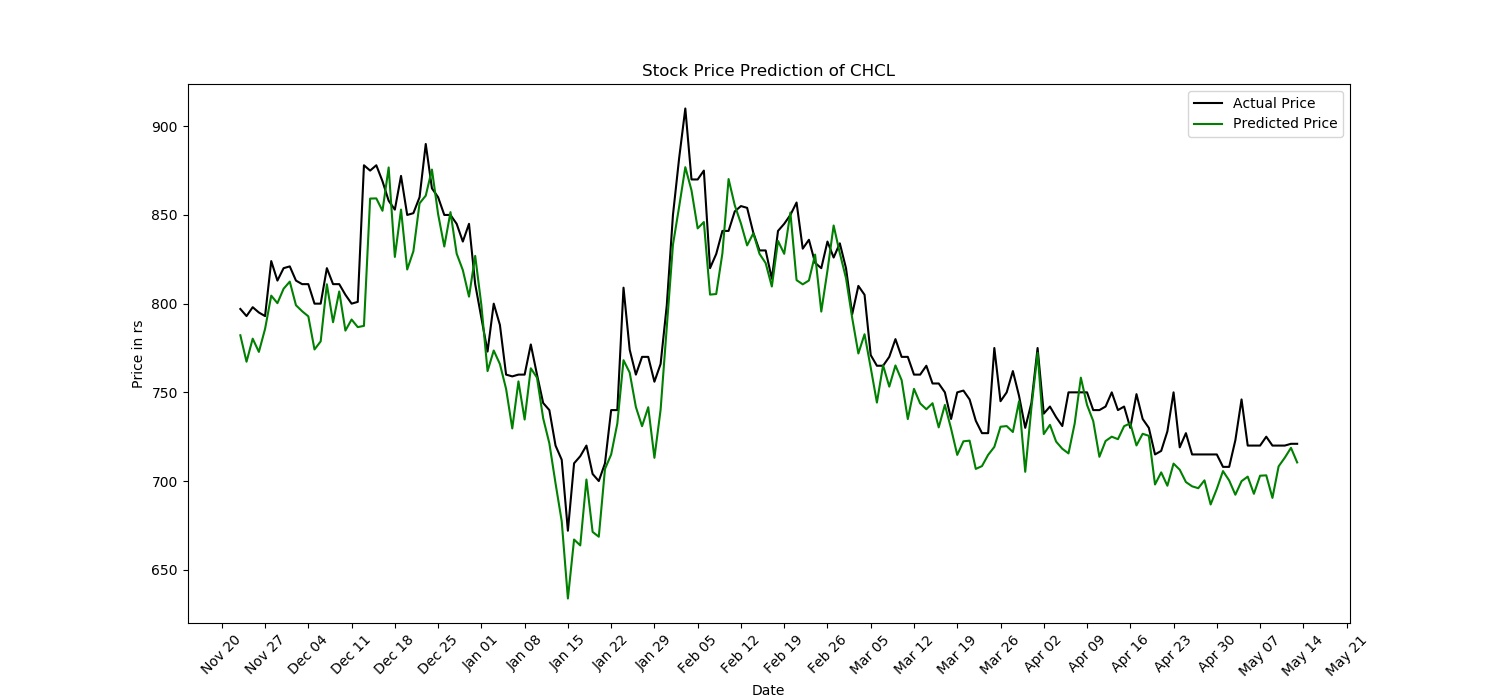 Stock Price Prediction of CHCL
Actual Price
Predicted Price
900
850
800
750
700
650
Price in rs
Nov 20
Nov 27
Dec 04
Dec 11
Dec 18
Dec 25
Jan 01
Jan 08
Jan 15
Jan 22
Jan 29
Feb 05
Feb 12
Feb 19
Feb 26
Mar 05
Mar 12
Mar 19
Mar 26
Apr 02
Apr 09
Apr 16
Apr 23
Apr 30
May 07
May 14
May 21
Date